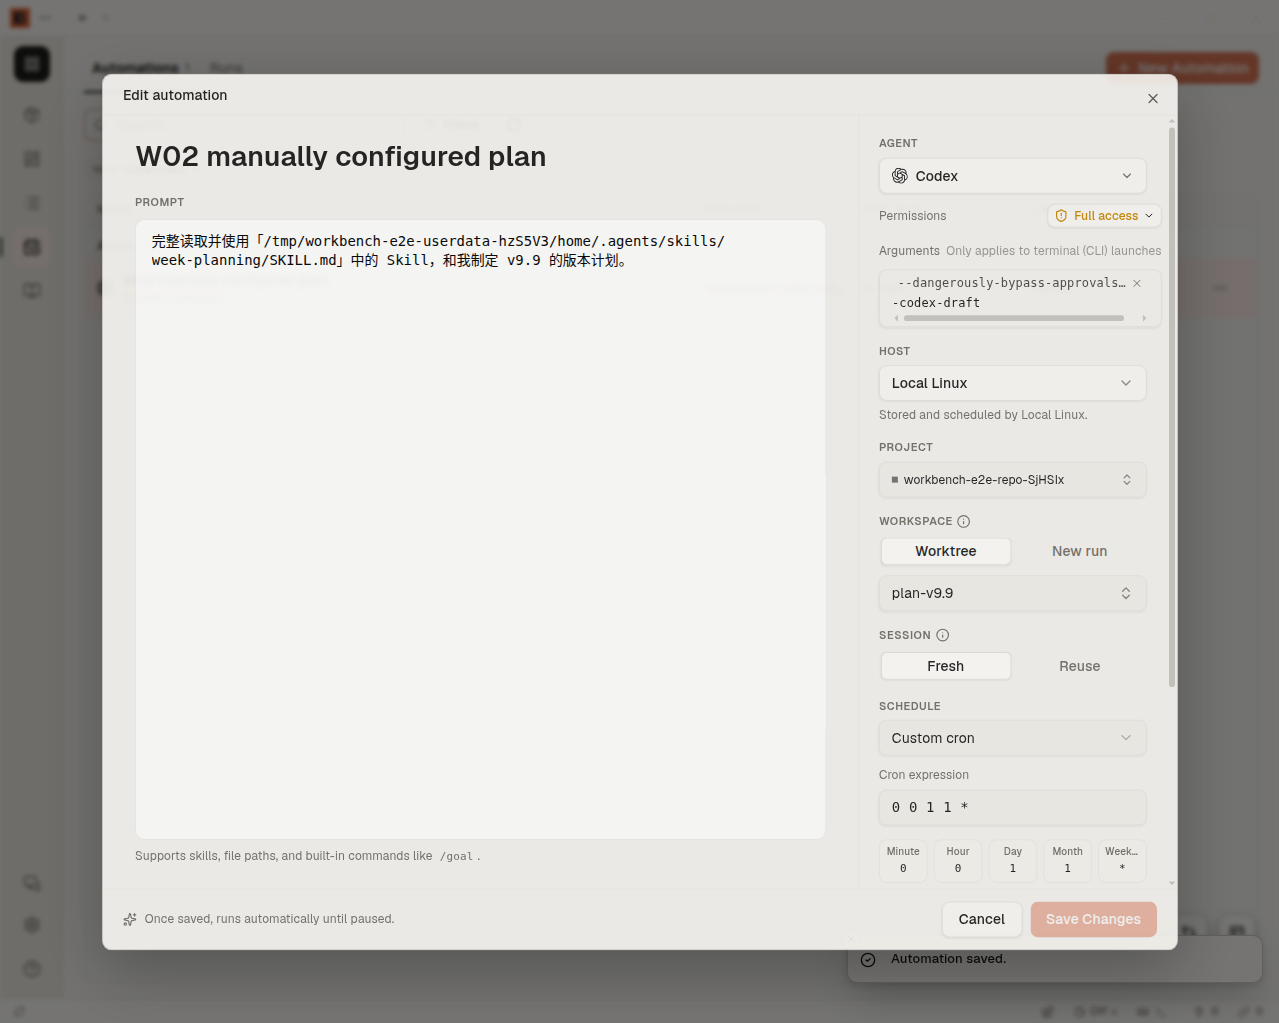 Automations
Runs
New Automation
Edit automation
W02 manually configured plan
PROMPT
完整读取并使用「/tmp/workbench-e2e-userdata-hzS5V3/home/.agents/skills/
week-planning/SKILL.md」中的 Skill，和我制定 v9.9 的版本计划。
Supports skills, file paths, and built-in commands like /goal.
AGENT
Codex
Permissions
Full access
Arguments Only applies to terminal (CLI) launches
--dangerously-bypass-approvals…
-codex-draft
HOST
Local Linux
Stored and scheduled by Local Linux.
PROJECT
workbench-e2e-repo-SjHSIx
WORKSPACE
Worktree
New run
plan-v9.9
SESSION
Fresh
Reuse
SCHEDULE
Custom cron
Cron expression
0 0 1 1 *
Minute Hour Day Month Week…
0 0 1 1 *
Once saved, runs automatically until paused.
Cancel
Save Changes
Automation saved.